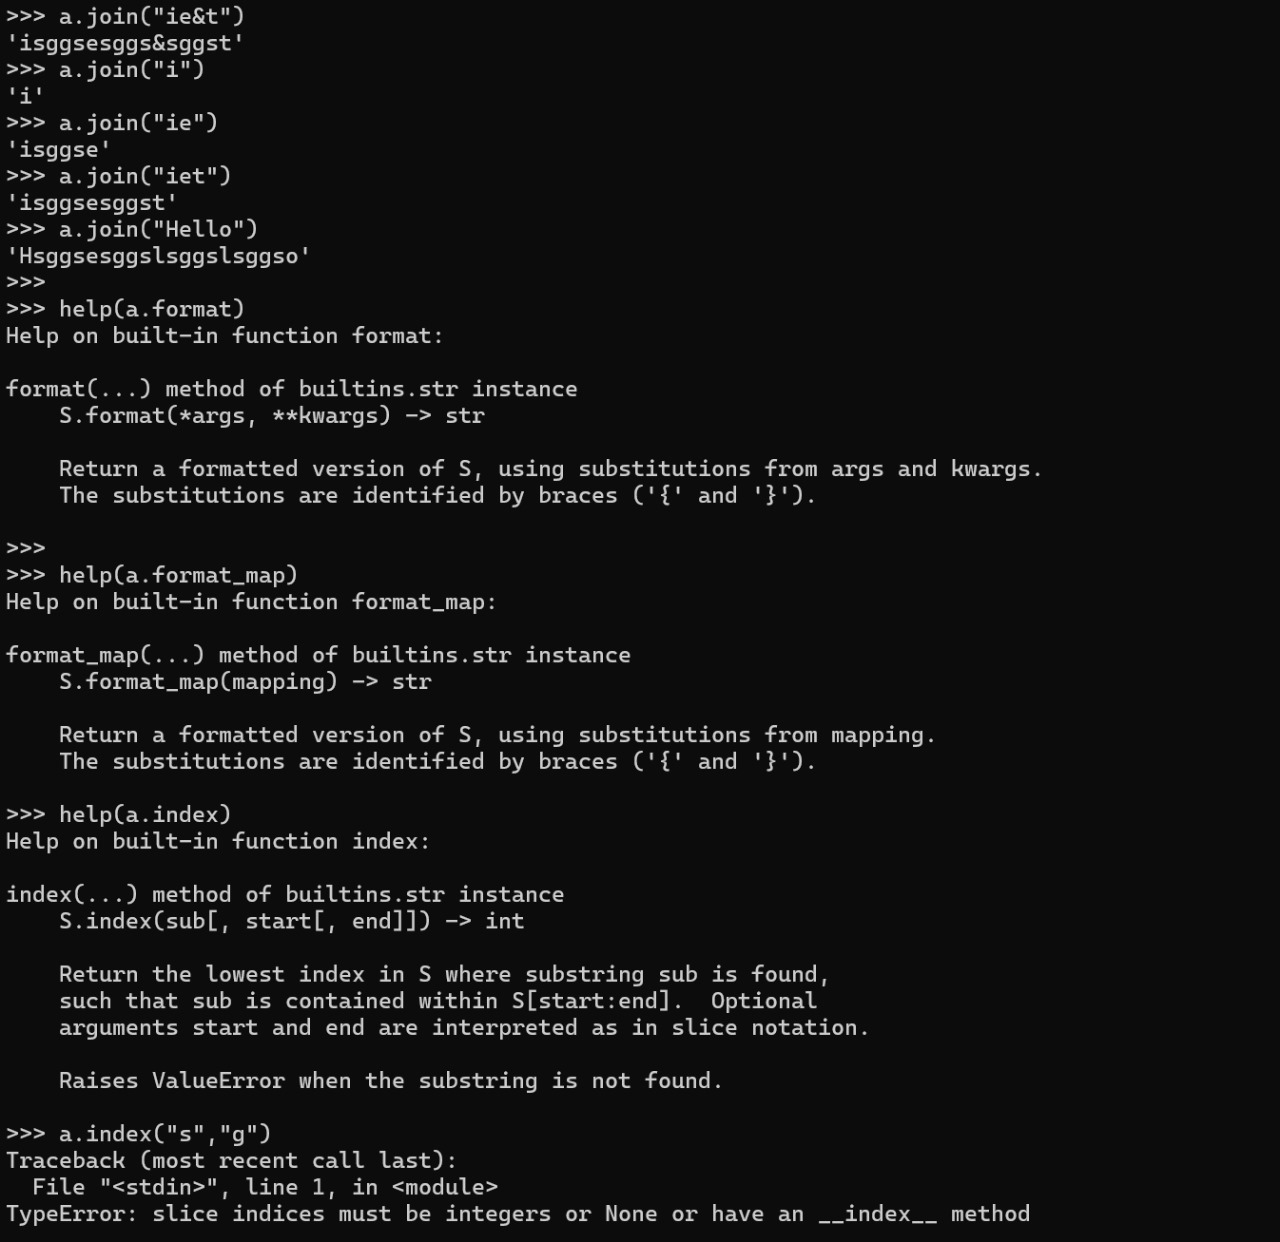 >>> a.join("ie&t")
'isggsesggs&sggst'
>>> a.join("i")
'i'
>>> a.join("ie")
'isggse'
>>> a.join("iet")
'isggsesggst'
>>> a.join("Hello")
'Hsggsesggslsggslsggso'
>>>
>>> help(a.format)
Help on built-in function format:

format(...) method of builtins.str instance
    S.format(*args, **kwargs) -> str

    Return a formatted version of S, using substitutions from args and kwargs.
    The substitutions are identified by braces ('{' and '}').

>>>
>>> help(a.format_map)
Help on built-in function format_map:

format_map(...) method of builtins.str instance
    S.format_map(mapping) -> str

    Return a formatted version of S, using substitutions from mapping.
    The substitutions are identified by braces ('{' and '}').

>>> help(a.index)
Help on built-in function index:

index(...) method of builtins.str instance
    S.index(sub[, start[, end]]) -> int

    Return the lowest index in S where substring sub is found,
    such that sub is contained within S[start:end].  Optional
    arguments start and end are interpreted as in slice notation.

    Raises ValueError when the substring is not found.

>>> a.index("s","g")
Traceback (most recent call last):
  File "<stdin>", line 1, in <module>
TypeError: slice indices must be integers or None or have an __index__ method